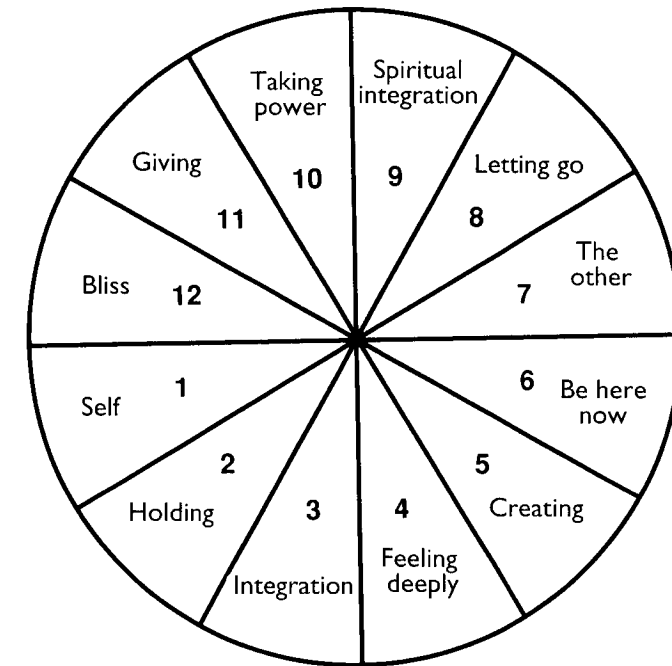 Taking
power
10
Spiritual
integration
9
Letting go
8
The
other
7
6
Be here
now
5
Creating
4
Feeling
deeply
3
Integration
2
Holding
1
Self
Bliss
12
Giving
11